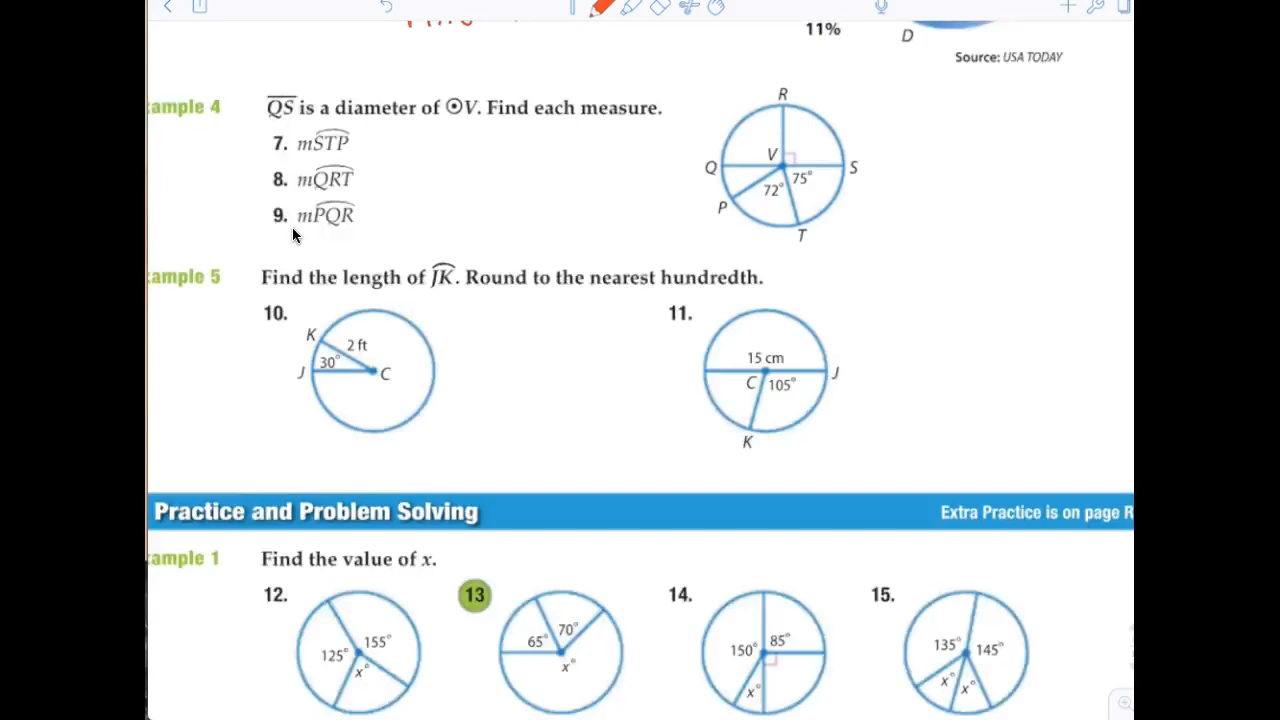 11%
D
Source: USA TODAY
ample 4
QS is a diameter of ⊙V. Find each measure.
7. mSTP
8. mQRT
9. mPQR
R
V
Q
S
75°
72°
P
T
ample 5
Find the length of JK. Round to the nearest hundredth.
10.
K
2 ft
30°
J
C
11.
15 cm
C
105°
J
K
Practice and Problem Solving
Extra Practice is on page R
ample 1
Find the value of x.
12.
155°
125°
x°
13
70°
65°
x°
14.
150°
85°
x°
15.
135°
145°
x°
x°